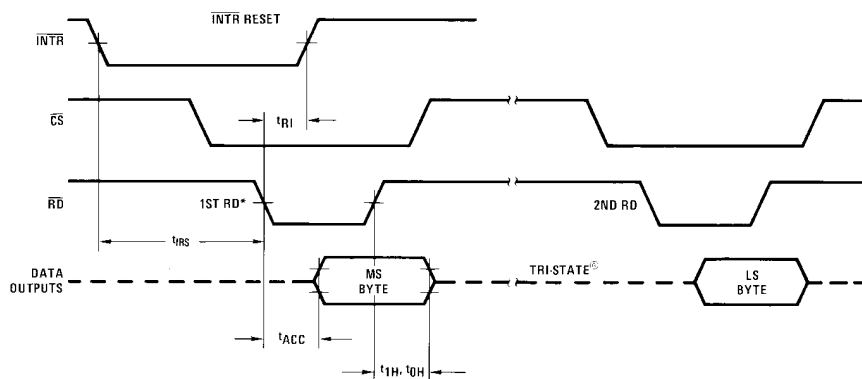 INTR RESET
INTR
CS
tRI
RD
1ST RD*
2ND RD
tIRS
DATA
OUTPUTS
MS
BYTE
TRI-STATE®
LS
BYTE
tACC
t1H, t0H